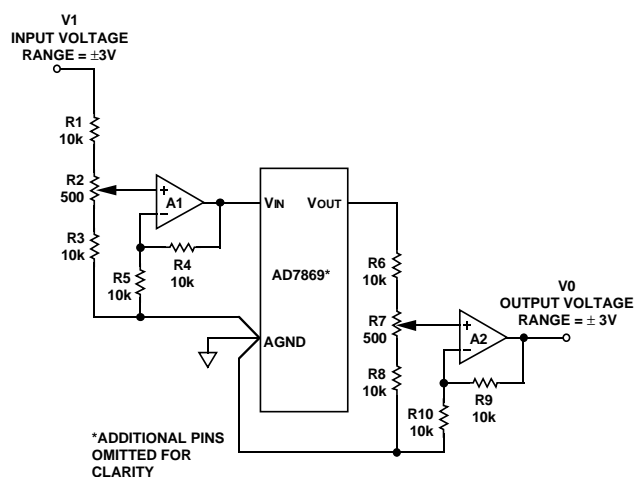 V1
INPUT VOLTAGE
RANGE = ±3V
R1
10k
R2
500
R3
10k
+
A1
–
R4
10k
R5
10k
VIN
VOUT
AD7869*
AGND
R6
10k
R7
500
R8
10k
+
A2
–
R9
10k
R10
10k
V0
OUTPUT VOLTAGE
RANGE = ± 3V
*ADDITIONAL PINS
OMITTED FOR
CLARITY